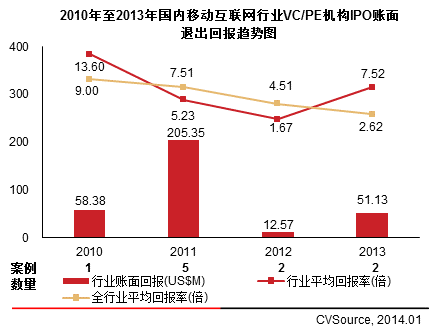 2010年至2013年国内移动互联网行业VC/PE机构IPO账面
退出回报趋势图
400
300
200
100
0
13.60
9.00
7.51
5.23
4.51
1.67
7.52
2.62
58.38
205.35
12.57
51.13
2010 2011 2012 2013
案例数量 1 5 2 2
行业账面回报(US$M) 行业平均回报率(倍)
全行业平均回报率(倍)
CVSource, 2014.01